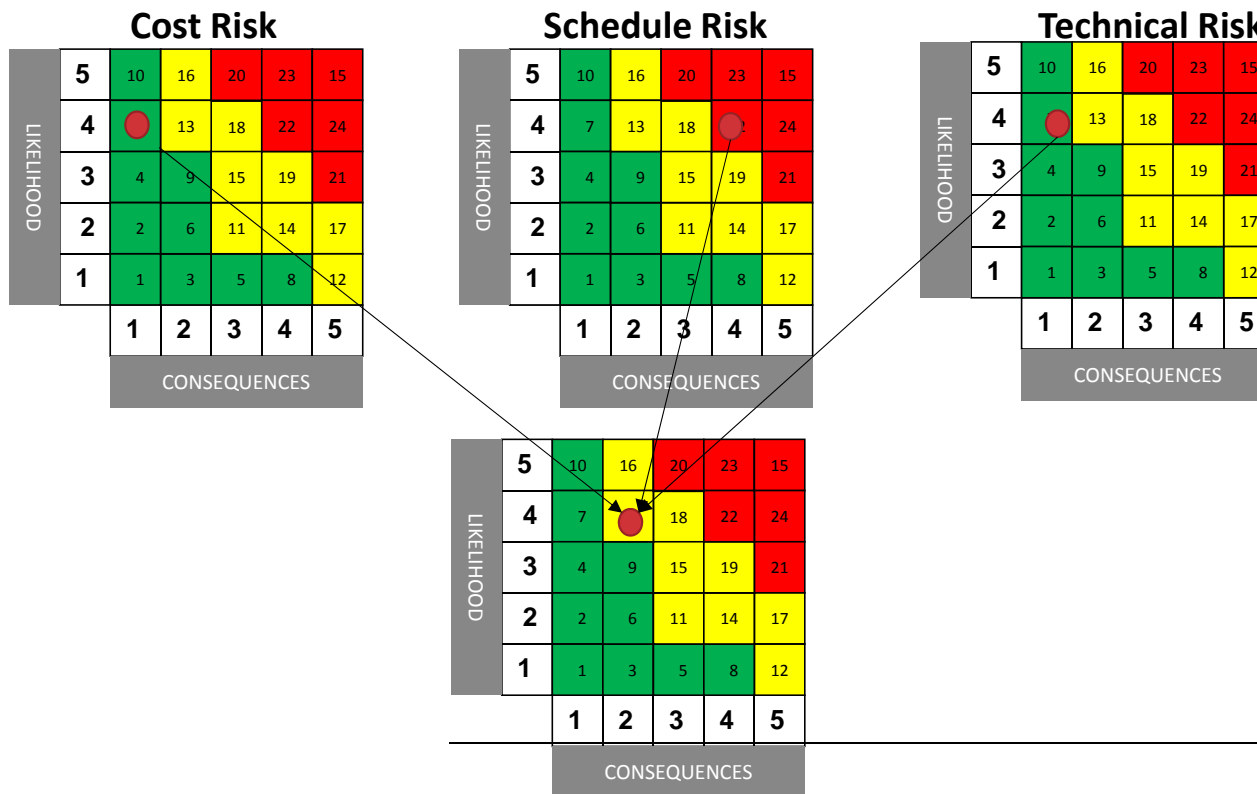 Cost Risk
Schedule Risk
Technical Risk
LIKELIHOOD
5 10 16 20 23 15
4 13 18 22 24
3 4 9 15 19 21
2 2 6 11 14 17
1 1 3 5 8 12
1 2 3 4 5
CONSEQUENCES
LIKELIHOOD
5 10 16 20 23 15
4 7 13 18 24
3 4 9 15 19 21
2 2 6 11 14 17
1 1 3 5 8 12
1 2 3 4 5
CONSEQUENCES
LIKELIHOOD
5 10 16 20 23 15
4 13 18 22 24
3 4 9 15 19 21
2 2 6 11 14 17
1 1 3 5 8 12
1 2 3 4 5
CONSEQUENCES
LIKELIHOOD
5 10 16 20 23 15
4 7 18 22 24
3 4 9 15 19 21
2 2 6 11 14 17
1 1 3 5 8 12
1 2 3 4 5
CONSEQUENCES